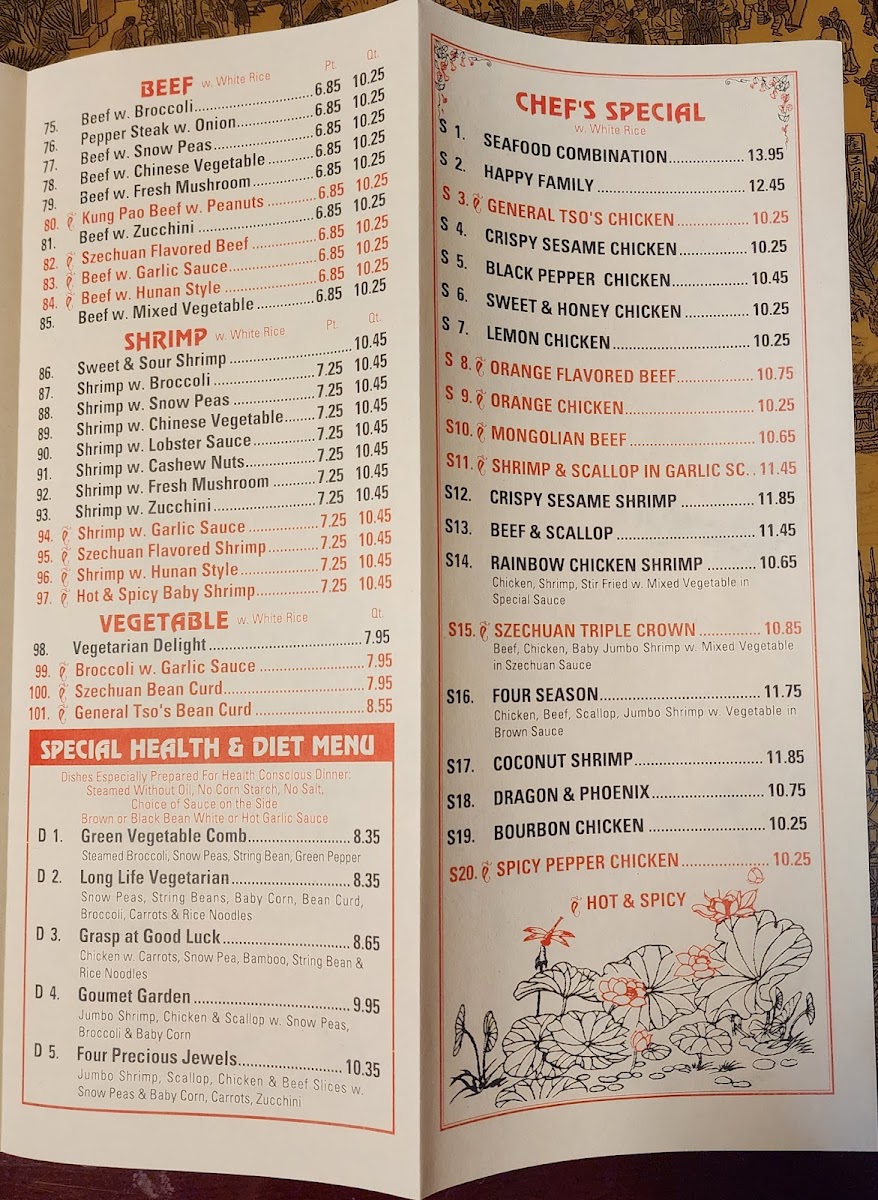 BEEF w. White Rice Pt. Qt.
75. Beef w. Broccoli 6.85 10.25
76. Pepper Steak w. Onion 6.85 10.25
77. Beef w. Snow Peas 6.85 10.25
78. Beef w. Chinese Vegetable 6.85 10.25
79. Beef w. Fresh Mushroom 6.85 10.25
80. Kung Pao Beef w. Peanuts 6.85 10.25
81. Beef w. Zucchini 6.85 10.25
82. Szechuan Flavored Beef 6.85 10.25
83. Beef w. Garlic Sauce 6.85 10.25
84. Beef w. Hunan Style 6.85 10.25
85. Beef w. Mixed Vegetable 6.85 10.25
SHRIMP w. White Rice Pt. Qt.
86. Sweet & Sour Shrimp 10.45
87. Shrimp w. Broccoli 7.25 10.45
88. Shrimp w. Snow Peas 7.25 10.45
89. Shrimp w. Chinese Vegetable 7.25 10.45
90. Shrimp w. Lobster Sauce 7.25 10.45
91. Shrimp w. Cashew Nuts 7.25 10.45
92. Shrimp w. Fresh Mushroom 7.25 10.45
93. Shrimp w. Zucchini 7.25 10.45
94. Shrimp w. Garlic Sauce 7.25 10.45
95. Szechuan Flavored Shrimp 7.25 10.45
96. Shrimp w. Hunan Style 7.25 10.45
97. Hot & Spicy Baby Shrimp 7.25 10.45
VEGETABLE w. White Rice Qt.
98. Vegetarian Delight 7.95
99. Broccoli w. Garlic Sauce 7.95
100. Szechuan Bean Curd 7.95
101. General Tso's Bean Curd 8.55
SPECIAL HEALTH & DIET MENU
Dishes Especially Prepared For Health Conscious Dinner:
Steamed Without Oil, No Corn Starch, No Salt,
Choice of Sauce on the Side
Brown or Black Bean White or Hot Garlic Sauce
D 1. Green Vegetable Comb 8.35
Steamed Broccoli, Snow Peas, String Bean, Green Pepper
D 2. Long Life Vegetarian 8.35
Snow Peas, String Beans, Baby Corn, Bean Curd,
Broccoli, Carrots & Rice Noodles
D 3. Grasp at Good Luck 8.65
Chicken w. Carrots, Snow Pea, Bamboo, String Bean &
Rice Noodles
D 4. Goumet Garden 9.95
Jumbo Shrimp, Chicken & Scallop w. Snow Peas,
Broccoli & Baby Corn
D 5. Four Precious Jewels 10.35
Jumbo Shrimp, Scallop, Chicken & Beef Slices w.
Snow Peas & Baby Corn, Carrots, Zucchini
CHEF'S SPECIAL
w. White Rice
S 1. SEAFOOD COMBINATION 13.95
S 2. HAPPY FAMILY 12.45
S 3. GENERAL TSO'S CHICKEN 10.25
S 4. CRISPY SESAME CHICKEN 10.25
S 5. BLACK PEPPER CHICKEN 10.45
S 6. SWEET & HONEY CHICKEN 10.25
S 7. LEMON CHICKEN 10.25
S 8. ORANGE FLAVORED BEEF 10.75
S 9. ORANGE CHICKEN 10.25
S10. MONGOLIAN BEEF 10.65
S11. SHRIMP & SCALLOP IN GARLIC SC. . 11.45
S12. CRISPY SESAME SHRIMP 11.85
S13. BEEF & SCALLOP 11.45
S14. RAINBOW CHICKEN SHRIMP 10.65
Chicken, Shrimp, Stir Fried w. Mixed Vegetable in
Special Sauce
S15. SZECHUAN TRIPLE CROWN 10.85
Beef, Chicken, Baby Jumbo Shrimp w. Mixed Vegetable
in Szechuan Sauce
S16. FOUR SEASON 11.75
Chicken, Beef, Scallop, Jumbo Shrimp w. Vegetable in
Brown Sauce
S17. COCONUT SHRIMP 11.85
S18. DRAGON & PHOENIX 10.75
S19. BOURBON CHICKEN 10.25
S20. SPICY PEPPER CHICKEN 10.25
HOT & SPICY